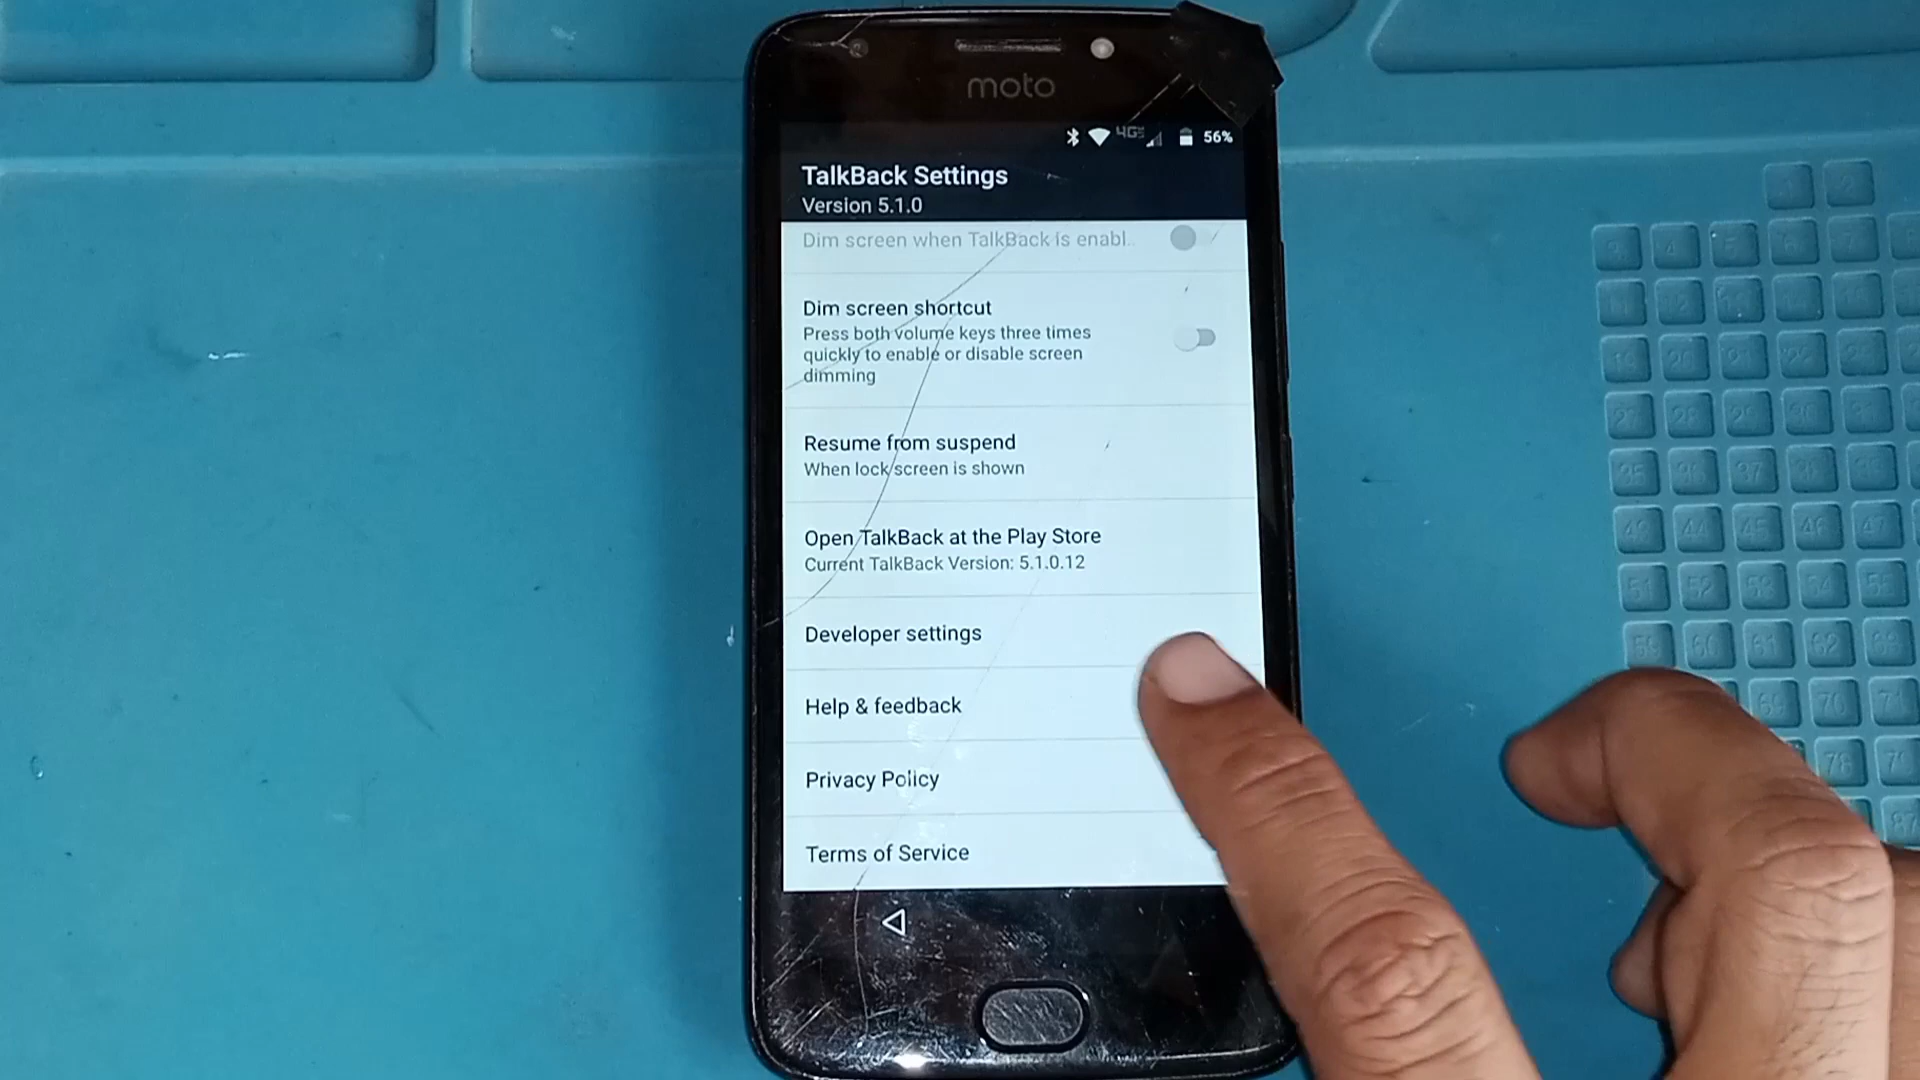 moto
4G
56%
TalkBack Settings
Version 5.1.0
Dim screen when TalkBack is enabl..
Dim screen shortcut
Press both volume keys three times
quickly to enable or disable screen
dimming
Resume from suspend
When lock screen is shown
Open TalkBack at the Play Store
Current TalkBack Version: 5.1.0.12
Developer settings
Help & feedback
Privacy Policy
Terms of Service